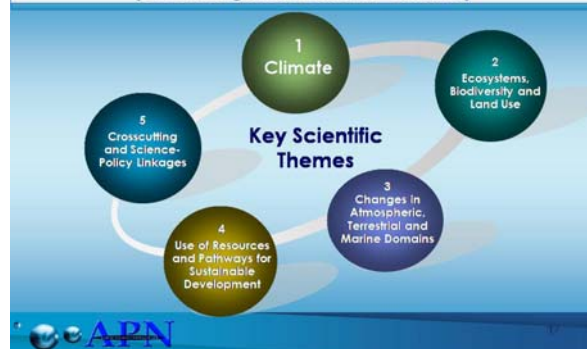 1
Climate
2
Ecosystems,
Biodiversity and
Land Use
Key Scientific
Themes
3
Changes in
Atmospheric,
Terrestrial and
Marine Domains
4
Use of Resources
and Pathways for
Sustainable
Development
5
Crosscutting
and Science-
Policy Linkages
APN